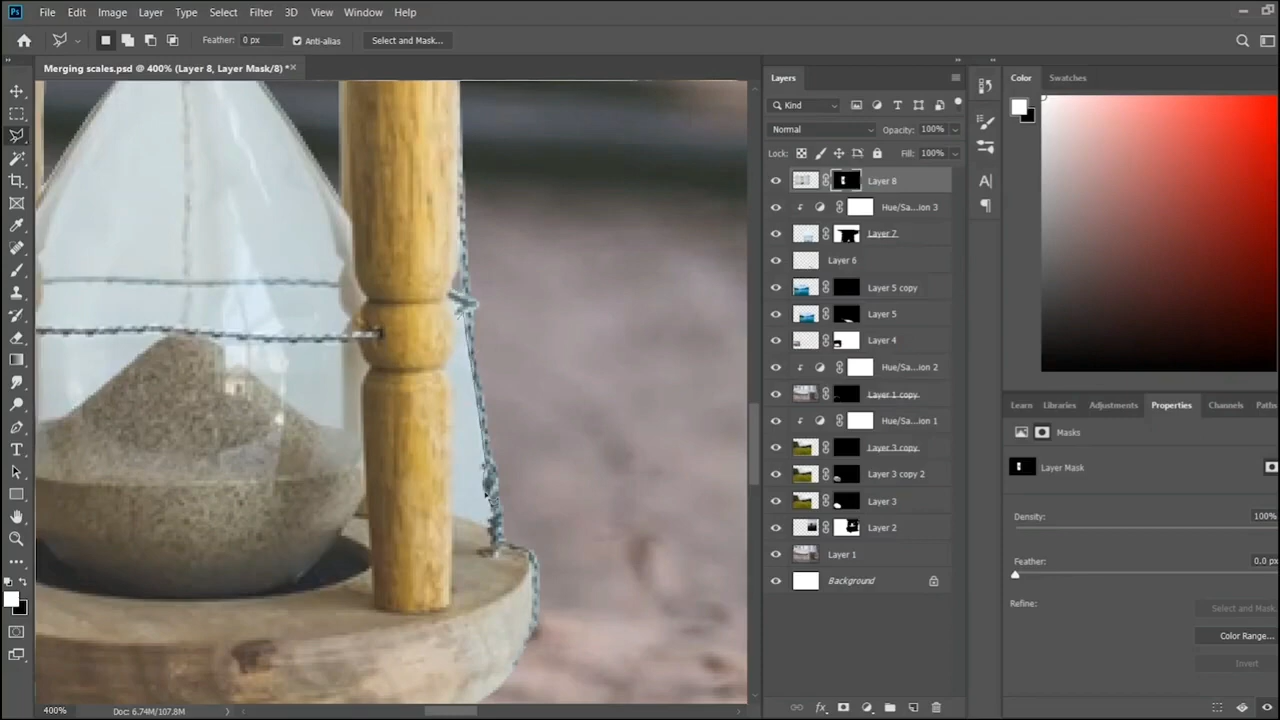 Ps File Edit Image Layer Type Select Filter 3D View Window Help
Feather: 0 px Anti-alias Select and Mask...
Merging scales.psd @ 400% (Layer 8, Layer Mask/8) *
Layers
Kind
Normal Opacity: 100%
Lock: Fill: 100%
Layer 8
Hue/Sa...ion 3
Layer 7
Layer 6
Layer 5 copy
Layer 5
Layer 4
Hue/Sa...ion 2
Layer 1 copy
Hue/Sa...ion 1
Layer 3 copy
Layer 3 copy 2
Layer 3
Layer 2
Layer 1
Background
fx
Color Swatches
Learn Libraries Adjustments Properties Channels Paths
Masks
Layer Mask
Density: 100%
Feather: 0,0 px
Refine: Select and Mask
Color Range...
Invert
400% Doc: 6.74M/107.8M